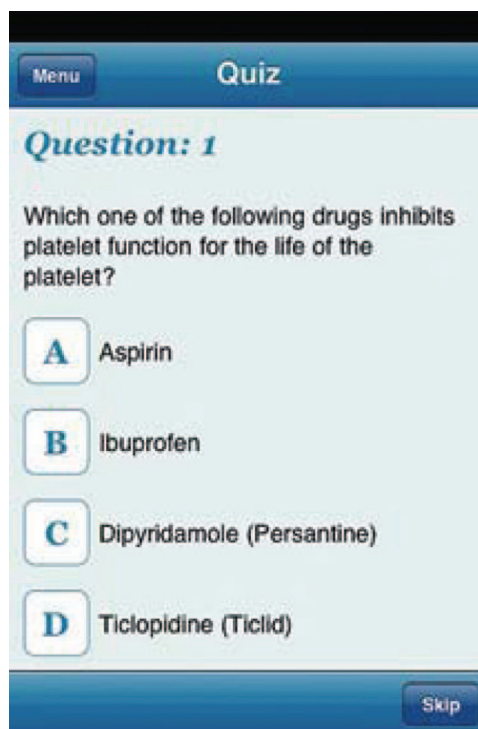 Menu Quiz
Question: 1
Which one of the following drugs inhibits
platelet function for the life of the
platelet?
A Aspirin
B Ibuprofen
C Dipyridamole (Persantine)
D Ticlopidine (Ticlid)
Skip